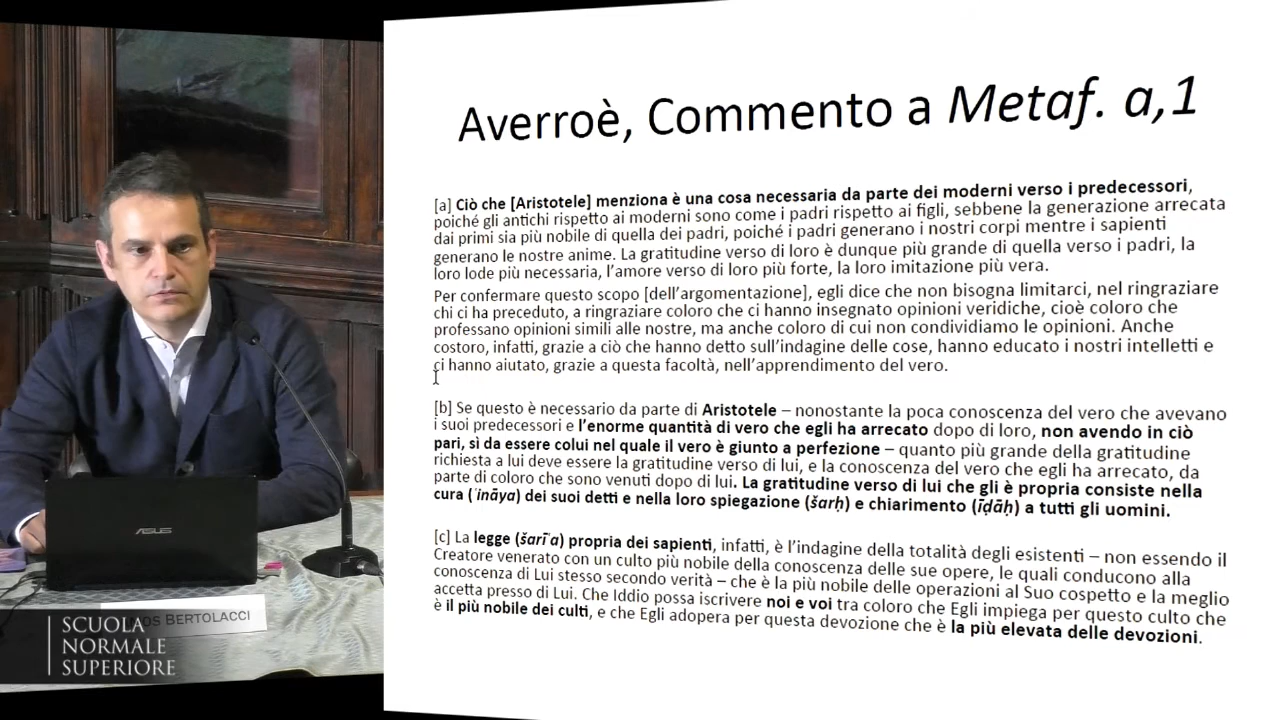 Averroè, Commento a Metaf. α,1
[a] Ciò che [Aristotele] menziona è una cosa necessaria da parte dei moderni verso i predecessori,
poiché gli antichi rispetto ai moderni sono come i padri rispetto ai figli, sebbene la generazione arrecata
dai primi sia più nobile di quella dei padri, poiché i padri generano i nostri corpi mentre i sapienti
generano le nostre anime. La gratitudine verso di loro è dunque più grande di quella verso i padri, la
loro lode più necessaria, l'amore verso di loro più forte, la loro imitazione più vera.
Per confermare questo scopo [dell'argomentazione], egli dice che non bisogna limitarci, nel ringraziare
chi ci ha preceduto, a ringraziare coloro che ci hanno insegnato opinioni veridiche, cioè coloro che
professano opinioni simili alle nostre, ma anche coloro di cui non condividiamo le opinioni. Anche
costoro, infatti, grazie a ciò che hanno detto sull'indagine delle cose, hanno educato i nostri intelletti e
ci hanno aiutato, grazie a questa facoltà, nell'apprendimento del vero.
[b] Se questo è necessario da parte di Aristotele – nonostante la poca conoscenza del vero che avevano
i suoi predecessori e l'enorme quantità di vero che egli ha arrecato dopo di loro, non avendo in ciò
pari, sì da essere colui nel quale il vero è giunto a perfezione – quanto più grande della gratitudine
richiesta a lui deve essere la gratitudine verso di lui, e la conoscenza del vero che egli ha arrecato, da
parte di coloro che sono venuti dopo di lui. La gratitudine verso di lui che gli è propria consiste nella
cura (ʿināya) dei suoi detti e nella loro spiegazione (šarḥ) e chiarimento (īḍāḥ) a tutti gli uomini.
[c] La legge (šarīʿa) propria dei sapienti, infatti, è l'indagine della totalità degli esistenti – non essendo il
Creatore venerato con un culto più nobile della conoscenza delle sue opere, le quali conducono alla
conoscenza di Lui stesso secondo verità – che è la più nobile delle operazioni al Suo cospetto e la meglio
accetta presso di Lui. Che Iddio possa iscrivere noi e voi tra coloro che Egli impiega per questo culto che
è il più nobile dei culti, e che Egli adopera per questa devozione che è la più elevata delle devozioni.
ASUS
BERTOLACCI
SCUOLA
NORMALE
SUPERIORE